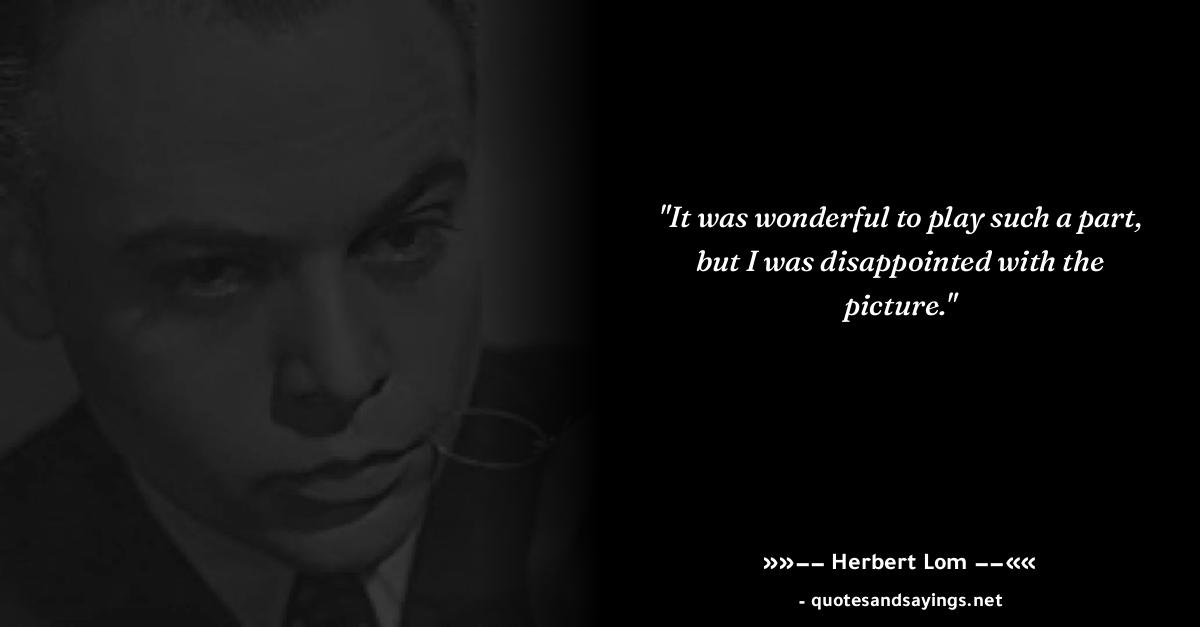 "It was wonderful to play such a part,
but I was disappointed with the
picture."
»»–– Herbert Lom ––««
- quotesandsayings.net